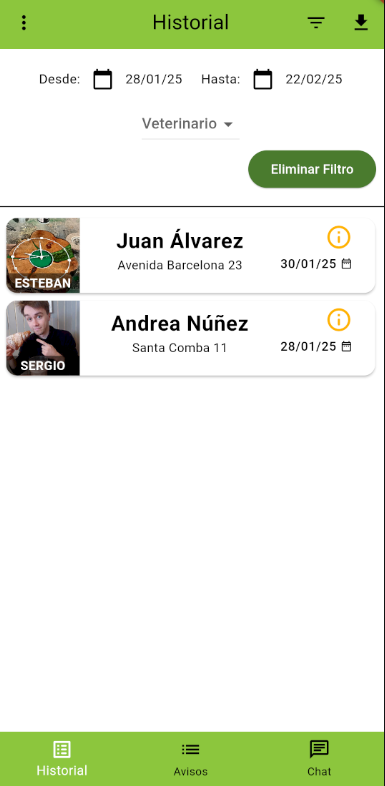 Historial
Desde: 28/01/25 Hasta: 22/02/25
Veterinario
Eliminar Filtro
Juan Álvarez
Avenida Barcelona 23
30/01/25
ESTEBAN
Andrea Núñez
Santa Comba 11
28/01/25
SERGIO
Historial
Avisos
Chat